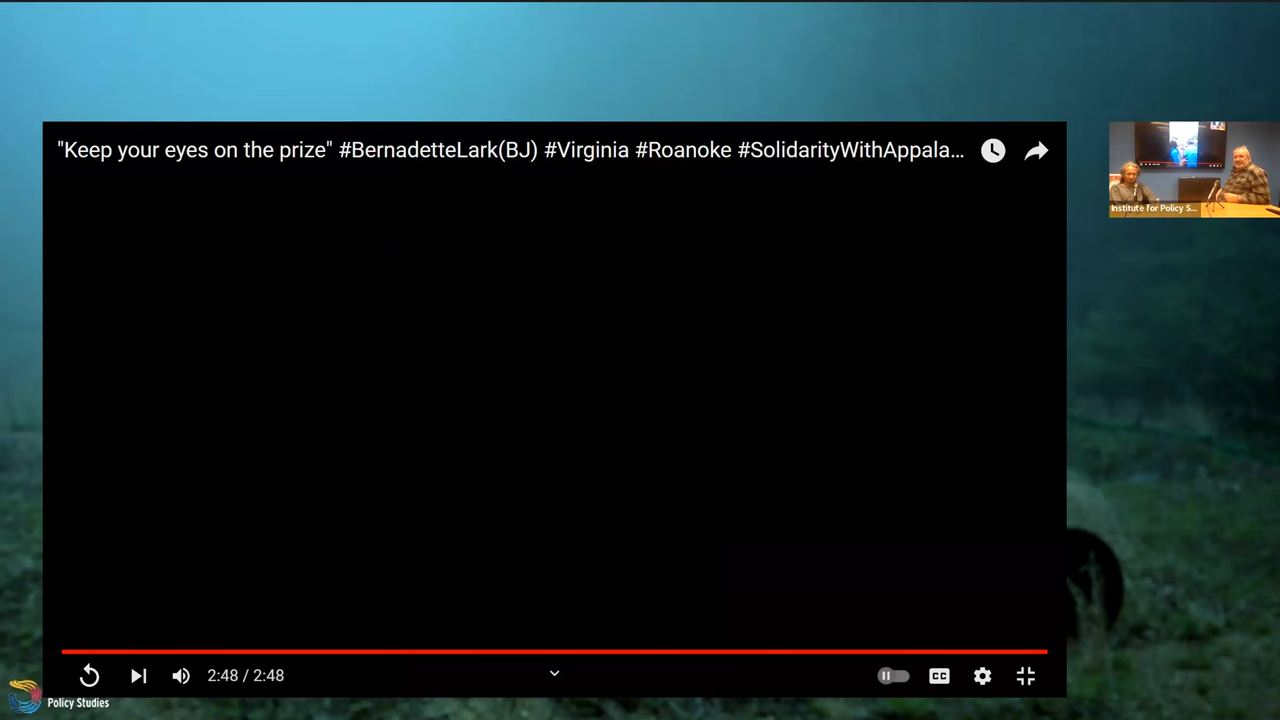 "Keep your eyes on the prize" #BernadetteLark(BJ) #Virginia #Roanoke #SolidarityWithAppala...
Institute for Policy S...
2:48 / 2:48
CC
Policy Studies